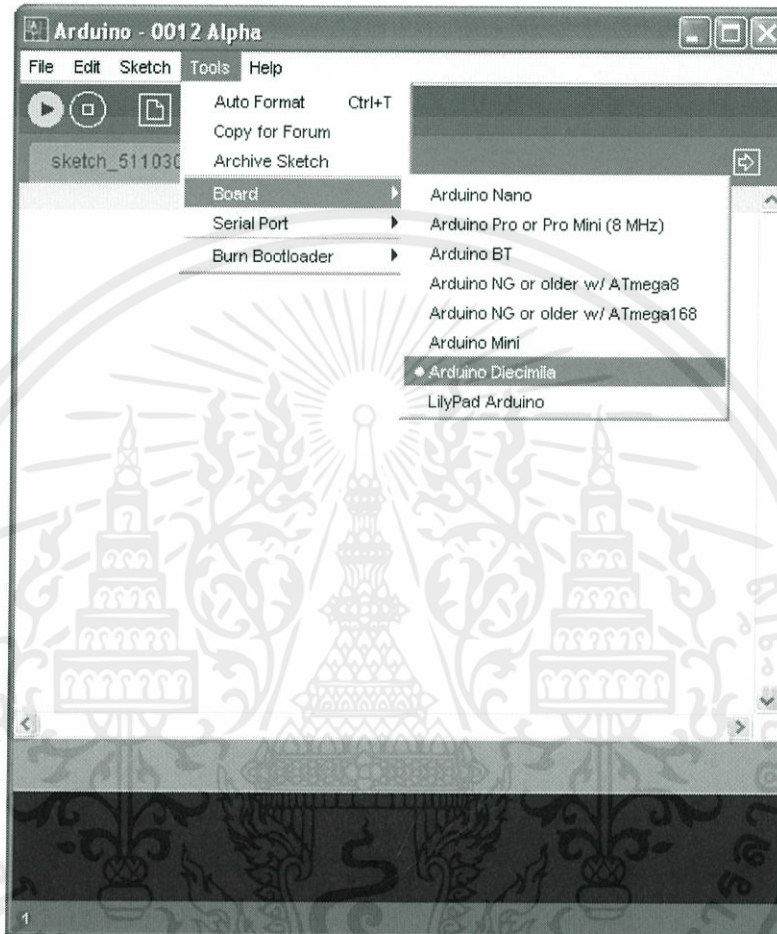 Arduino - 0012 Alpha
File Edit Sketch Tools Help
Auto Format Ctrl+T
Copy for Forum
Archive Sketch
sketch_511030
Board
Serial Port
Burn Bootloader
Arduino Nano
Arduino Pro or Pro Mini (8 MHz)
Arduino BT
Arduino NG or older w/ ATmega8
Arduino NG or older w/ ATmega168
Arduino Mini
Arduino Diecimila
LilyPad Arduino
1